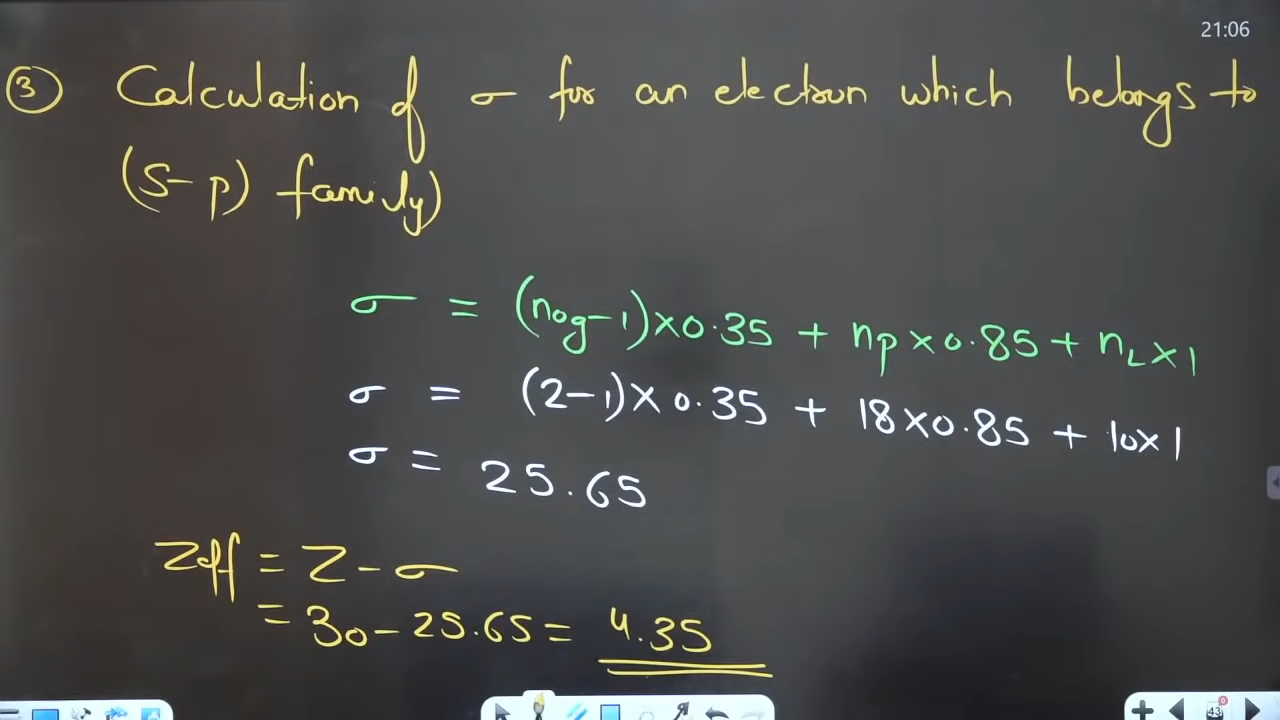 21:06
③ Calculation of σ for an electron which belongs to
(s-p) family)
σ = (nog-1)×0.35 + np×0.85 + nL×1
σ = (2-1)×0.35 + 18×0.85 + 10×1
σ = 25.65
Zeff = Z - σ
= 30 - 25.65 = 4.35
43